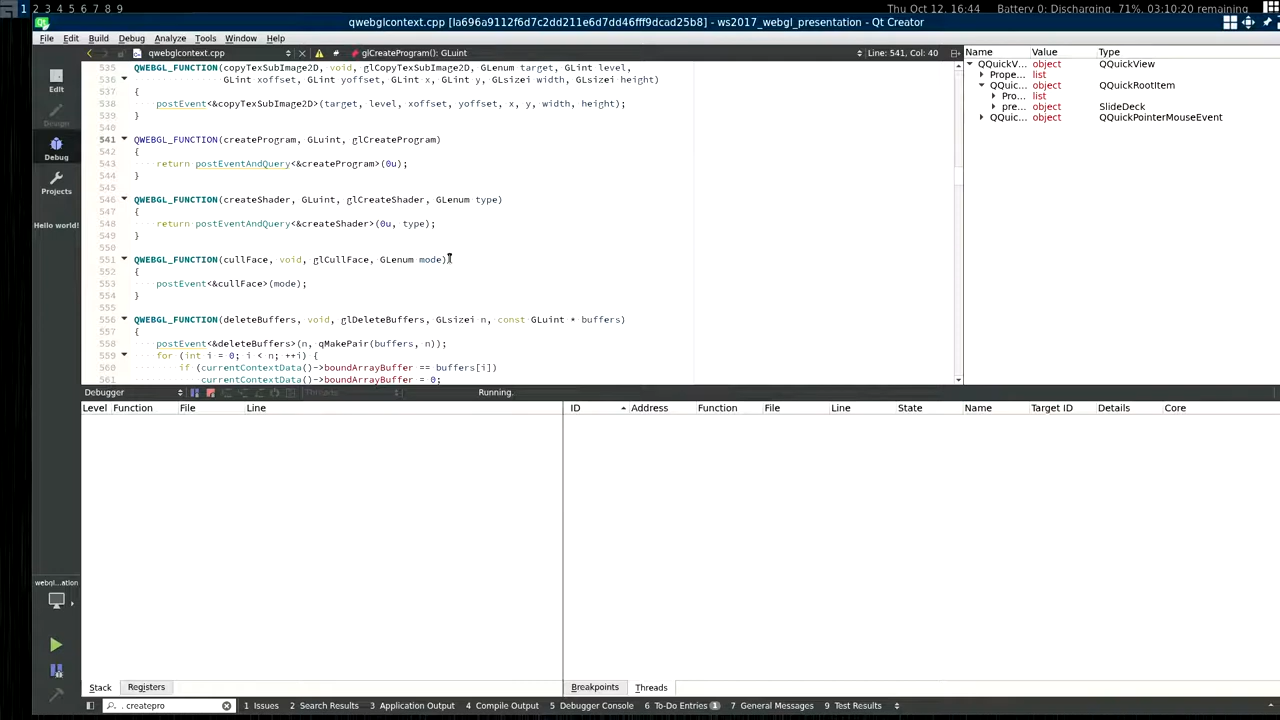 1 2 3 4 5 6 7 8 9
Thu Oct 12, 16:44 Battery 0: Discharging, 71%, 03:10:20 remaining
qwebglcontext.cpp [la696a9112f6d7c2dd211e6d7dd46fff9dcad25b8] - ws2017_webgl_presentation - Qt Creator
File Edit Build Debug Analyze Tools Window Help
qwebglcontext.cpp # glCreateProgram(): GLuint Line: 541, Col: 40
Name Value Type
QQuickV... object QQuickView
Prope... list
QQuic... object QQuickRootItem
Pro... list
pre... object SlideDeck
QQuic... object QQuickPointerMouseEvent
Edit
Design
Debug
Projects
Hello world!
535 QWEBGL_FUNCTION(copyTexSubImage2D, void, glCopyTexSubImage2D, GLenum target, GLint level,
536 GLint xoffset, GLint yoffset, GLint x, GLint y, GLsizei width, GLsizei height)
537 {
538 postEvent<&copyTexSubImage2D>(target, level, xoffset, yoffset, x, y, width, height);
539 }
540
541 QWEBGL_FUNCTION(createProgram, GLuint, glCreateProgram)
542 {
543 return postEventAndQuery<&createProgram>(0u);
544 }
545
546 QWEBGL_FUNCTION(createShader, GLuint, glCreateShader, GLenum type)
547 {
548 return postEventAndQuery<&createShader>(0u, type);
549 }
550
551 QWEBGL_FUNCTION(cullFace, void, glCullFace, GLenum mode)
552 {
553 postEvent<&cullFace>(mode);
554 }
555
556 QWEBGL_FUNCTION(deleteBuffers, void, glDeleteBuffers, GLsizei n, const GLuint * buffers)
557 {
558 postEvent<&deleteBuffers>(n, qMakePair(buffers, n));
559 for (int i = 0; i < n; ++i) {
560 if (currentContextData()->boundArrayBuffer == buffers[i])
561 currentContextData()->boundArrayBuffer = 0;
Debugger Threads: Running.
Level Function File Line
ID Address Function File Line State Name Target ID Details Core
webgl...ation
Stack Registers
Breakpoints Threads
. createpro 1 Issues 2 Search Results 3 Application Output 4 Compile Output 5 Debugger Console 6 To-Do Entries 1 7 General Messages 9 Test Results